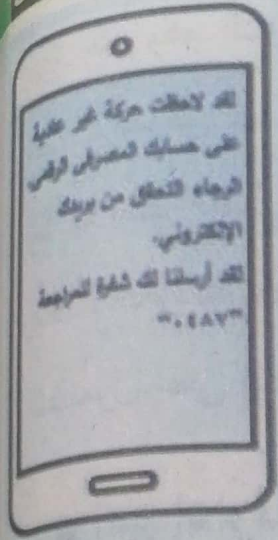 لقد لاحظت حركة غير عادية
على حسابك المصرفي الرقمي
الرجاء التحقق من بريدك
الإلكتروني.
لقد أرسلنا لك شفرة للمراجعة
"٠٤٨٧"